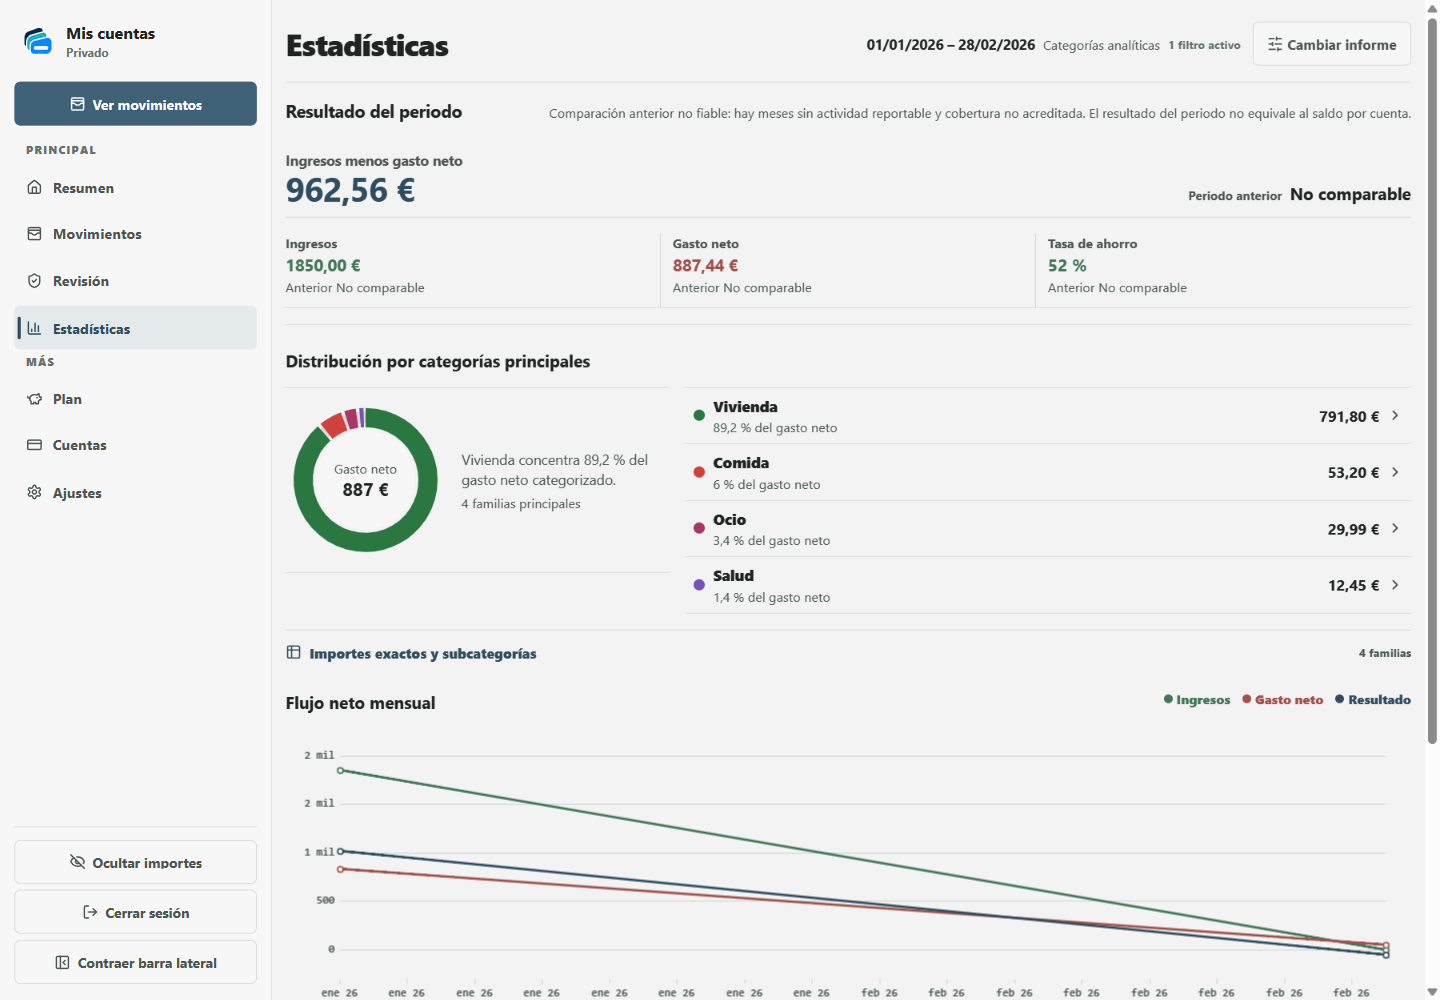 Mis cuentas
Privado
Ver movimientos
PRINCIPAL
Resumen
Movimientos
Revisión
Estadísticas
MÁS
Plan
Cuentas
Ajustes
Ocultar importes
Cerrar sesión
Contraer barra lateral
Estadísticas
01/01/2026 – 28/02/2026 Categorías analíticas 1 filtro activo
Cambiar informe
Resultado del periodo
Comparación anterior no fiable: hay meses sin actividad reportable y cobertura no acreditada. El resultado del periodo no equivale al saldo por cuenta.
Ingresos menos gasto neto
962,56 €
Periodo anterior No comparable
Ingresos
1850,00 €
Anterior No comparable
Gasto neto
887,44 €
Anterior No comparable
Tasa de ahorro
52 %
Anterior No comparable
Distribución por categorías principales
Gasto neto
887 €
Vivienda concentra 89,2 % del
gasto neto categorizado.
4 familias principales
Vivienda
89,2 % del gasto neto
791,80 €
Comida
6 % del gasto neto
53,20 €
Ocio
3,4 % del gasto neto
29,99 €
Salud
1,4 % del gasto neto
12,45 €
Importes exactos y subcategorías
4 familias
Flujo neto mensual
Ingresos Gasto neto Resultado
2 mil
2 mil
1 mil
500
0
ene 26 ene 26 ene 26 ene 26 ene 26 ene 26 ene 26 ene 26 feb 26 feb 26 feb 26 feb 26 feb 26 feb 26 feb 26 feb 26